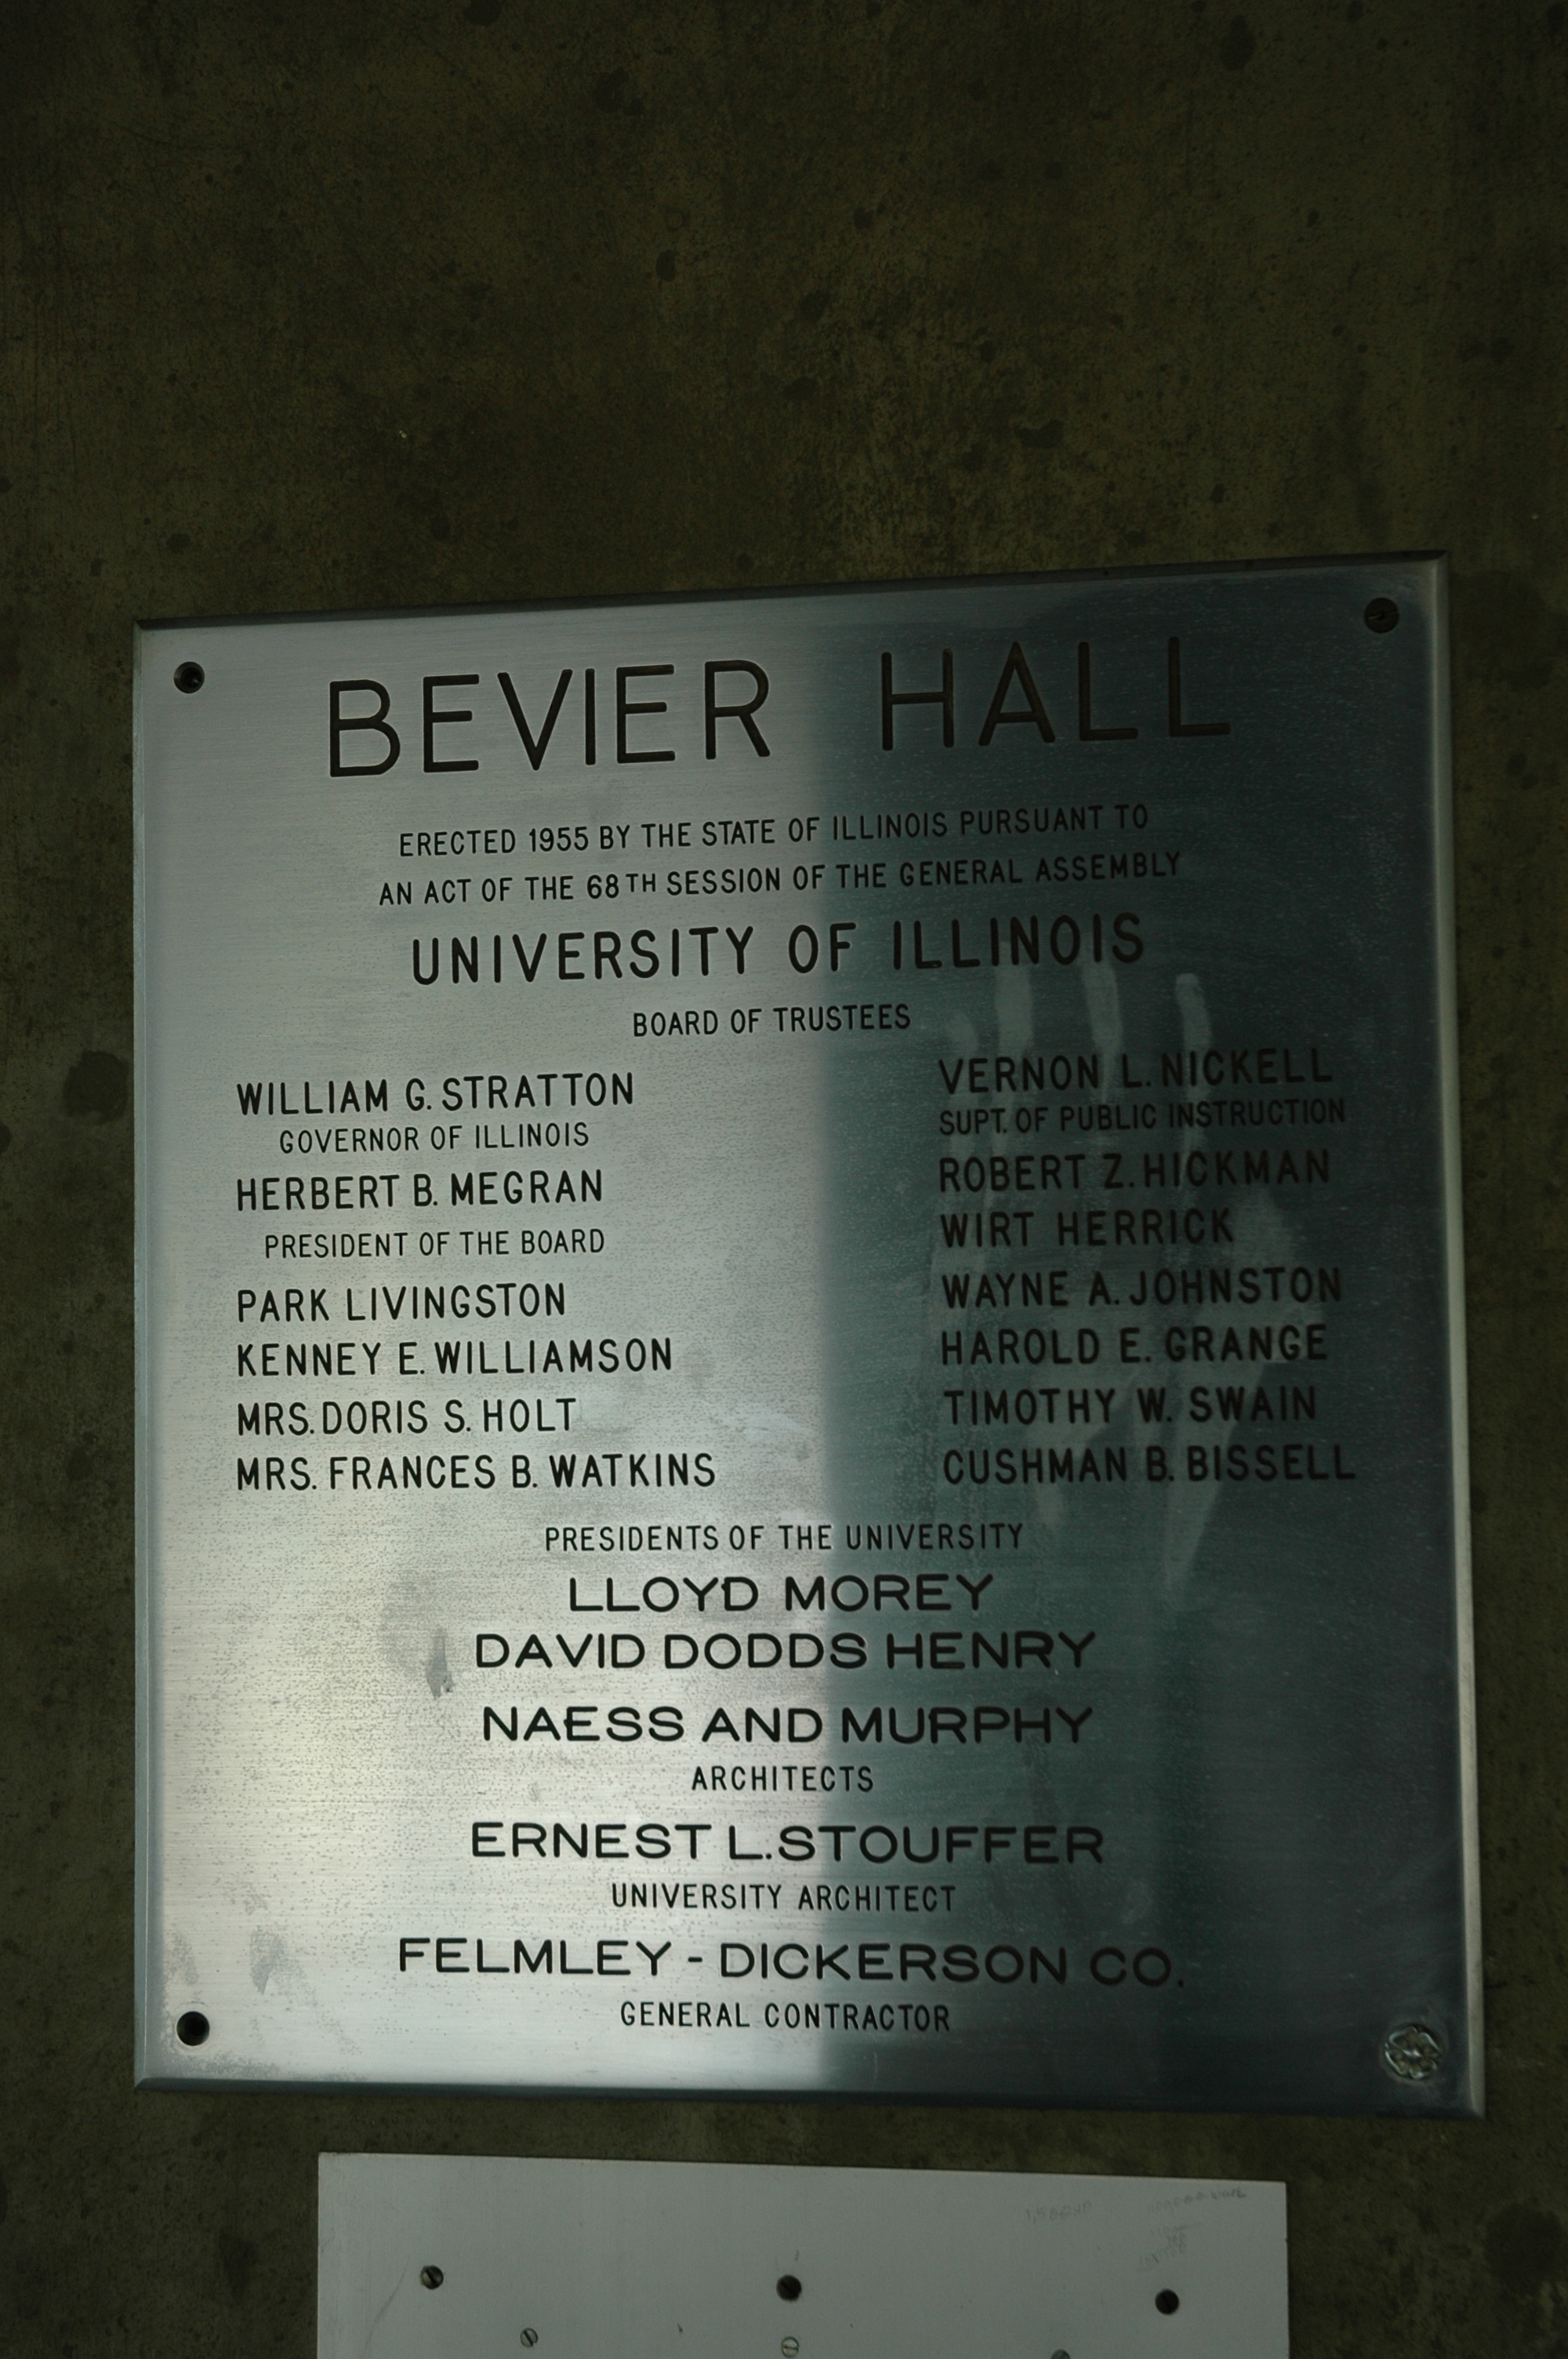 BEVIER HALL
ERECTED 1955 BY THE STATE OF ILLINOIS PURSUANT TO
AN ACT OF THE 68TH SESSION OF THE GENERAL ASSEMBLY
UNIVERSITY OF ILLINOIS
BOARD OF TRUSTEES
WILLIAM G. STRATTON
GOVERNOR OF ILLINOIS
HERBERT B. MEGRAN
PRESIDENT OF THE BOARD
PARK LIVINGSTON
KENNEY E. WILLIAMSON
MRS. DORIS S. HOLT
MRS. FRANCES B. WATKINS
VERNON L. NICKELL
SUPT. OF PUBLIC INSTRUCTION
ROBERT Z. HICKMAN
WIRT HERRICK
WAYNE A. JOHNSTON
HAROLD E. GRANGE
TIMOTHY W. SWAIN
CUSHMAN B. BISSELL
PRESIDENTS OF THE UNIVERSITY
LLOYD MOREY
DAVID DODDS HENRY
NAESS AND MURPHY
ARCHITECTS
ERNEST L. STOUFFER
UNIVERSITY ARCHITECT
FELMLEY - DICKERSON CO.
GENERAL CONTRACTOR